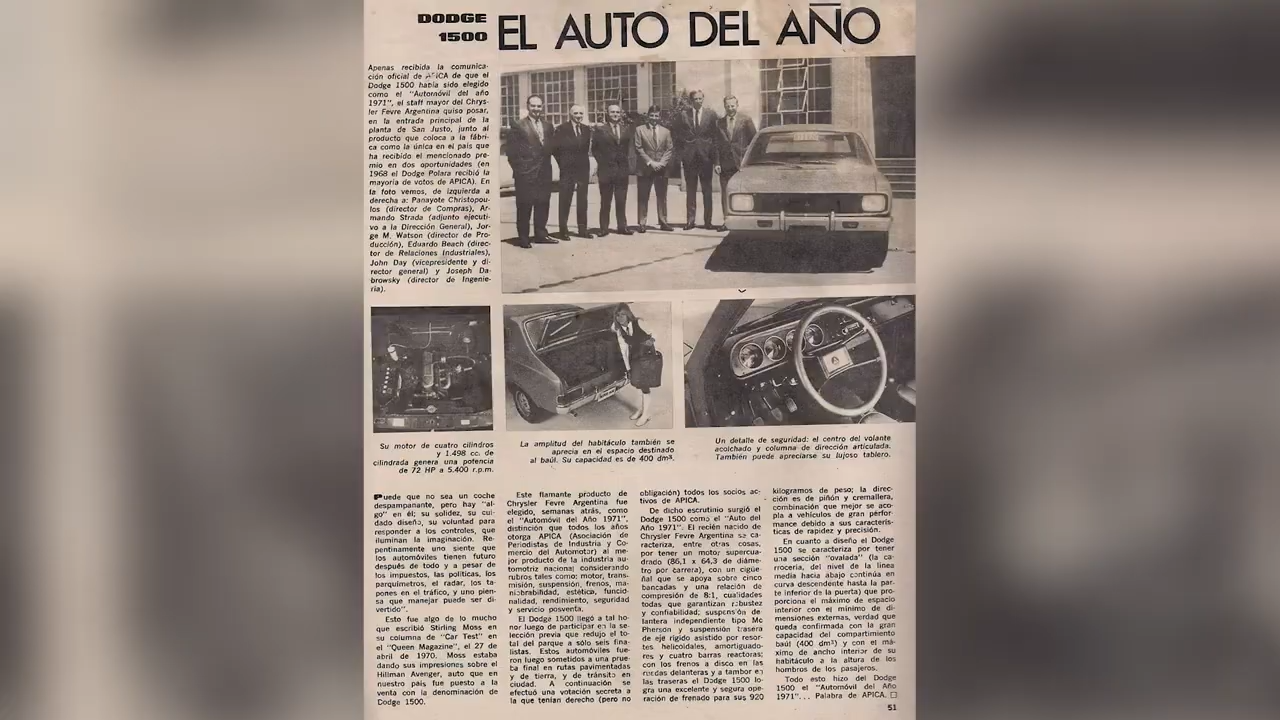 DODGE
1500
EL AUTO DEL AÑO
Apenas recibida la comunica-
ción oficial de APICA de que el
Dodge 1500 había sido elegido
como el "Automóvil del año
1971", el staff mayor del Chrys-
ler Fevre Argentina quiso posar,
en la entrada principal de la
planta de San Justo, junto al
producto que coloca a la fábri-
ca como la única en el país que
ha recibido el mencionado pre-
mio en dos oportunidades (en
1968 el Dodge Polara recibió la
mayoría de votos de APICA). En
la foto vemos, de izquierda a
derecha a: Panayote Christopou-
los (director de Compras), Ar-
mando Strada (adjunto ejecuti-
vo a la Dirección General), Jor-
ge M. Watson (director de Pro-
ducción), Eduardo Beach (direc-
tor de Relaciones Industriales),
John Day (vicepresidente y di-
rector general) y Joseph Da-
browsky (director de Ingenie-
ría).
Su motor de cuatro cilindros
y 1.498 cc. de
cilindrada genera una potencia
de 72 HP a 5.400 r.p.m.
La amplitud del habitáculo también se
aprecia en el espacio destinado
al baúl. Su capacidad es de 400 dm³.
Un detalle de seguridad: el centro del volante
acolchado y columna de dirección articulada.
También puede apreciarse su lujoso tablero.
Puede que no sea un coche
despampanante, pero hay "al-
go" en él; su solidez, su cui-
dado diseño, su voluntad para
responder a los controles, que
iluminan la imaginación. Re-
pentinamente uno siente que
los automóviles tienen futuro
después de todo y a pesar de
los impuestos, las políticas, los
parquímetros, el radar, los ta-
pones en el tráfico, y uno pien-
sa que manejar puede ser di-
vertido".
Esto fue algo de lo mucho
que escribió Stirling Moss en
su columna de "Car Test" en
el "Queen Magazine", el 27 de
abril de 1970. Moss estaba
dando sus impresiones sobre el
Hillman Avenger, auto que en
nuestro país fue puesto a la
venta con la denominación de
Dodge 1500.
Este flamante producto de
Chrysler Fevre Argentina fue
elegido, semanas atrás, como
el "Automóvil del Año 1971",
distinción que todos los años
otorga APICA (Asociación de
Periodistas de Industria y Co-
mercio del Automotor) al me-
jor producto de la industria au-
tomotriz nacional considerando
rubros tales como; motor, trans-
misión, suspensión, frenos, ma-
niobrabilidad, estética, funcio-
nalidad, rendimiento, seguridad
y servicio posventa.
El Dodge 1500 llegó a tal ho-
nor luego de participar en la se-
lección previa que redujo el to-
tal del parque a sólo seis fina-
listas. Estos automóviles fue-
ron luego sometidos a una prue-
ba final en rutas pavimentadas
y de tierra, y de tránsito en
ciudad. A continuación se
efectuó una votación secreta a
la que tenían derecho (pero no
obligación) todos los socios ac-
tivos de APICA.
De dicho escrutinio surgió el
Dodge 1500 como el "Auto del
Año 1971". El recién nacido de
Chrysler Fevre Argentina se ca-
racteriza, entre otras cosas,
por tener un motor supercua-
drado (86,1 x 64,3 de diáme-
tro por carrera), con un cigüe-
ñal que se apoya sobre cinco
bancadas y una relación de
compresión de 8:1, cualidades
todas que garantizan robustez
y confiabilidad; suspensión de-
lantera independiente tipo Mc
Pherson y suspensión trasera
de eje rígido asistido por resor-
tes helicoidales, amortiguado-
res y cuatro barras reactoras;
con los frenos a disco en las
ruedas delanteras y a tambor en
las traseras el Dodge 1500 lo-
gra una excelente y segura ope-
ración de frenado para sus 920
kilogramos de peso; la direc-
ción es de piñón y cremallera,
combinación que mejor se aco-
pla a vehículos de gran perfor-
mance debido a sus caracterís-
ticas de rapidez y precisión.
En cuanto a diseño el Dodge
1500 se caracteriza por tener
una sección "ovalada" (la ca-
rrocería, del nivel de la línea
media hacia abajo continúa en
curva descendente hasta la par-
te inferior de la puerta) que pro-
porciona el máximo de espacio
interior con el mínimo de di-
mensiones externas, verdad que
queda confirmada con la gran
capacidad del compartimiento
baúl (400 dm³) y con el má-
ximo de ancho interior de su
habitáculo a la altura de los
hombros de los pasajeros.
Todo esto hizo del Dodge
1500 el "Automóvil del Año
1971"... Palabra de APICA. □
51